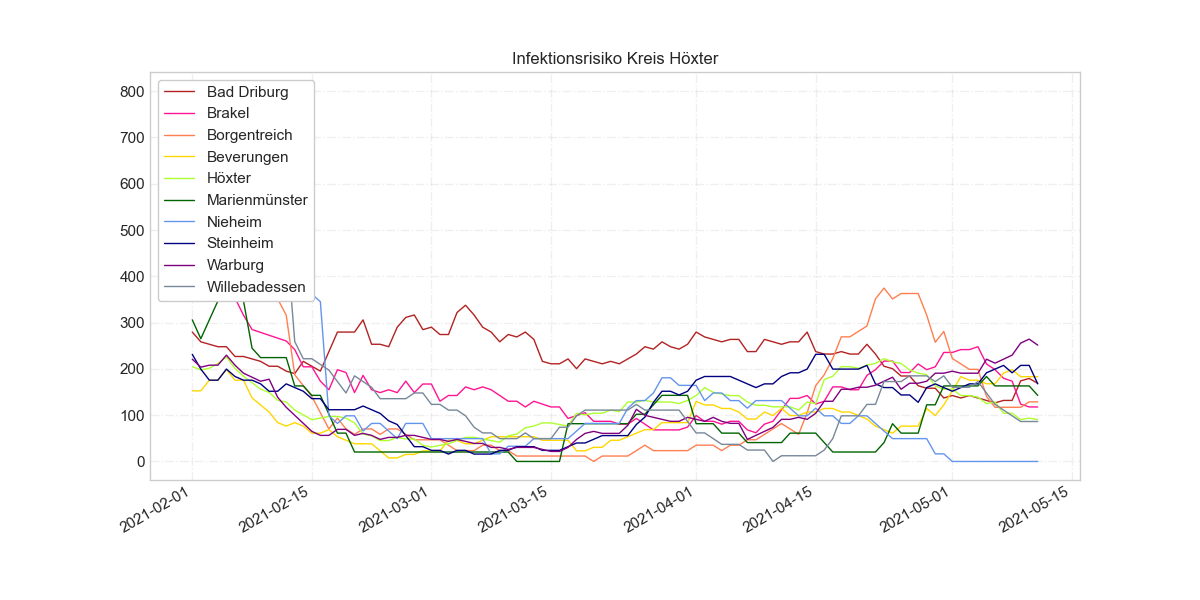 Infektionsrisiko Kreis Höxter
800
700
600
500
400
300
200
100
0
Bad Driburg
Brakel
Borgentreich
Beverungen
Höxter
Marienmünster
Nieheim
Steinheim
Warburg
Willebadessen
2021-02-01
2021-02-15
2021-03-01
2021-03-15
2021-04-01
2021-04-15
2021-05-01
2021-05-15